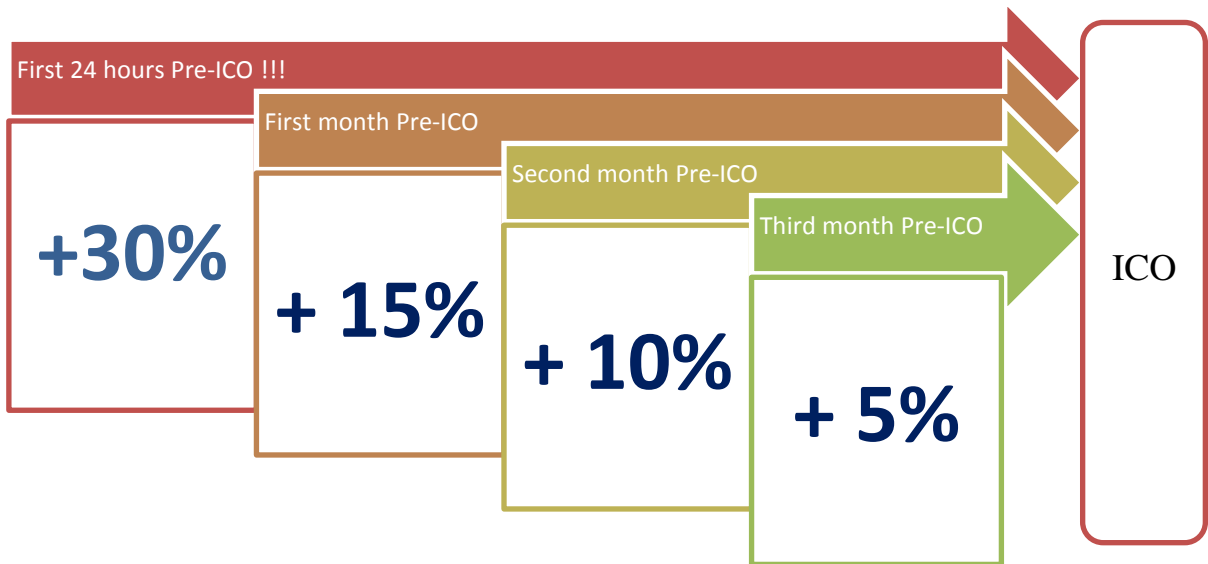 First 24 hours Pre-ICO !!!
+30%
First month Pre-ICO
+ 15%
Second month Pre-ICO
+ 10%
Third month Pre-ICO
+ 5%
ICO